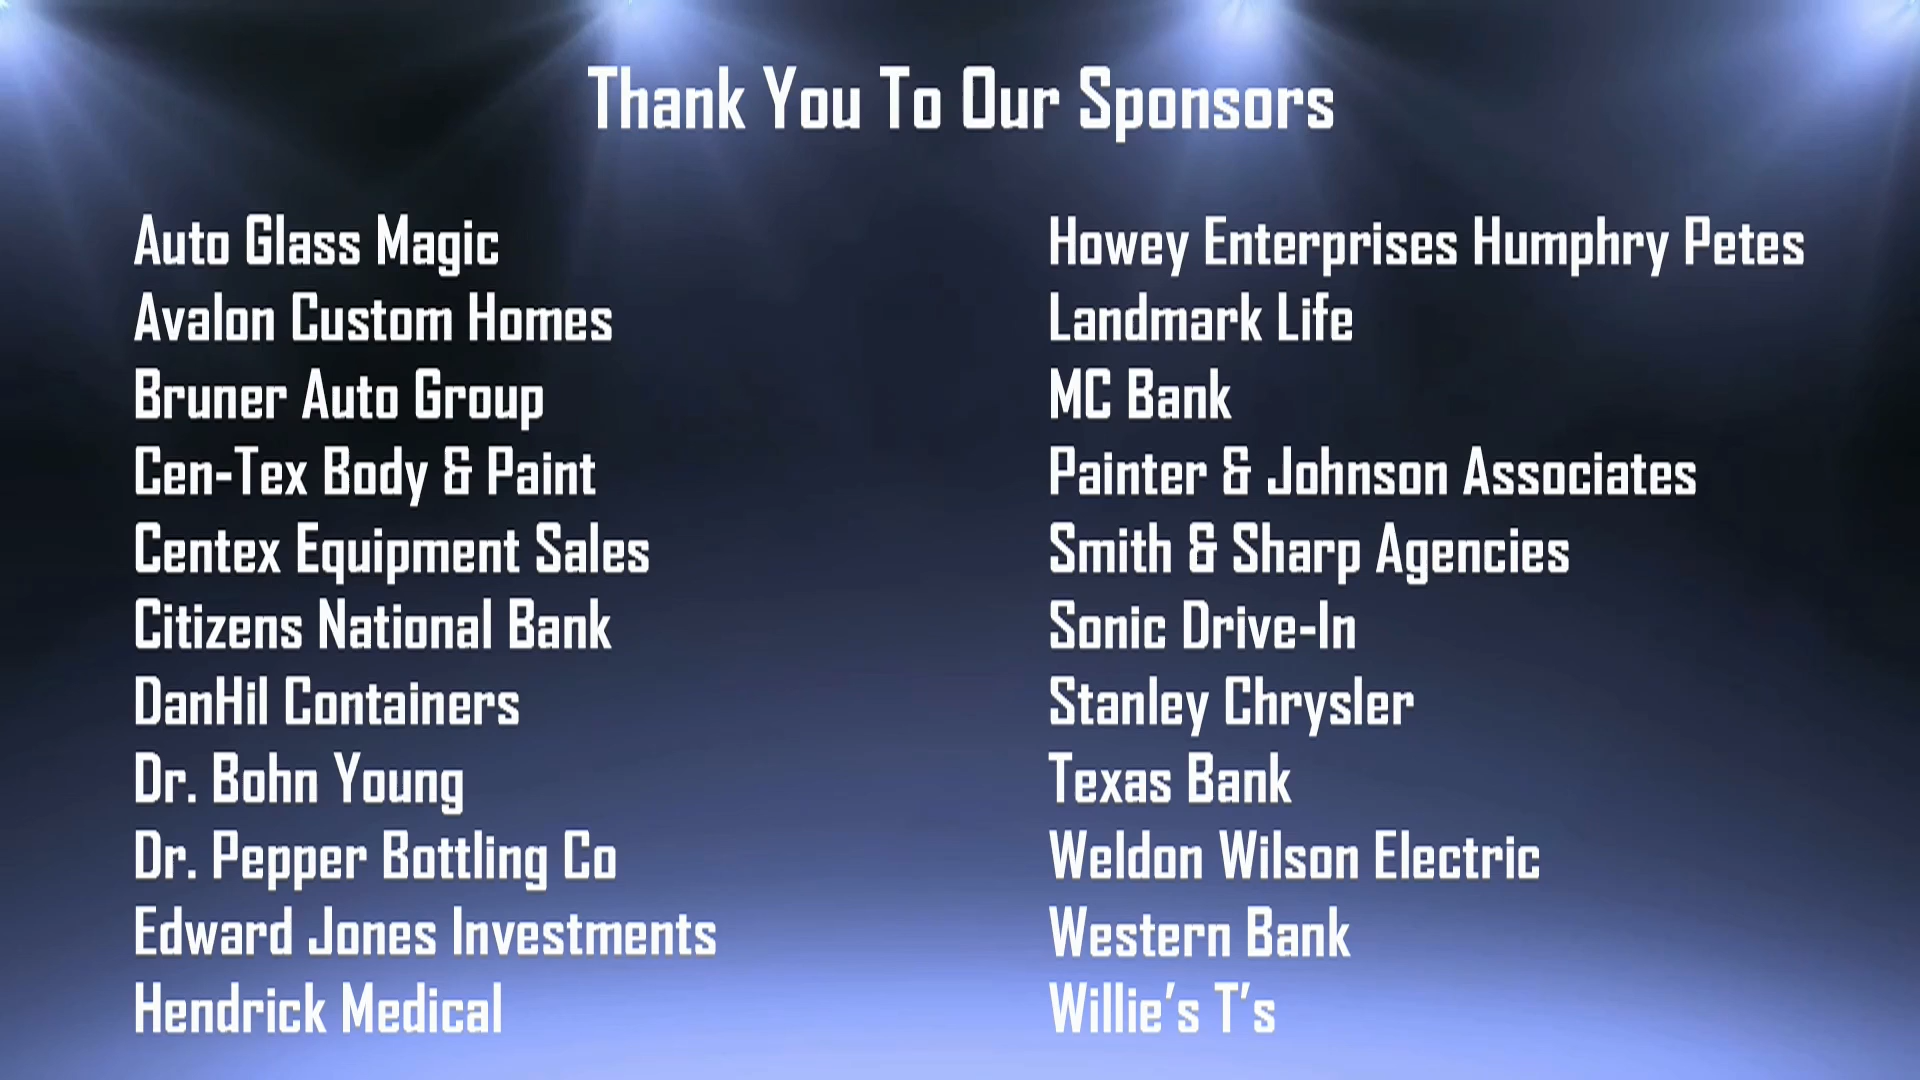 Thank You To Our Sponsors
Auto Glass Magic
Avalon Custom Homes
Bruner Auto Group
Cen-Tex Body & Paint
Centex Equipment Sales
Citizens National Bank
DanHil Containers
Dr. Bohn Young
Dr. Pepper Bottling Co
Edward Jones Investments
Hendrick Medical
Howey Enterprises Humphry Petes
Landmark Life
MC Bank
Painter & Johnson Associates
Smith & Sharp Agencies
Sonic Drive-In
Stanley Chrysler
Texas Bank
Weldon Wilson Electric
Western Bank
Willie’s T’s